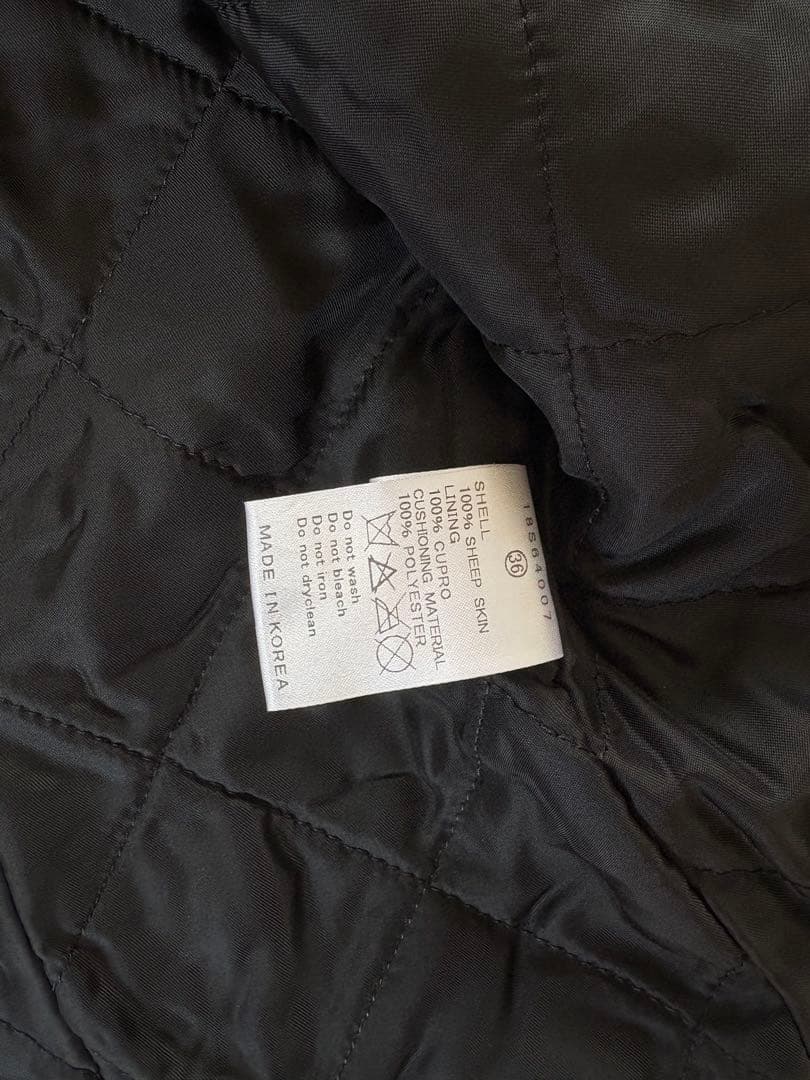 18S64007
36
SHELL
100% SHEEP SKIN
LINING
100% CUPRO
CUSHIONING MATERIAL
100% POLYESTER
Do not wash
Do not bleach
Do not iron
Do not dryclean
MADE IN KOREA